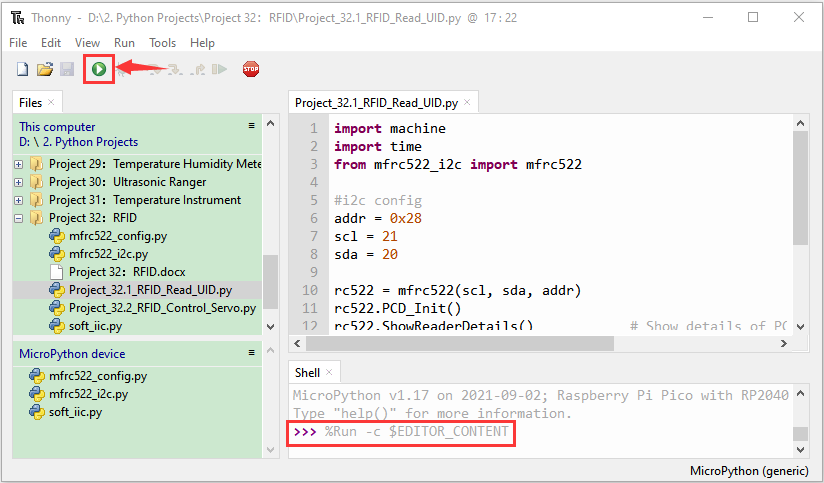 Thonny - D:\2. Python Projects\Project 32: RFID\Project_32.1_RFID_Read_UID.py @ 17 : 22
File Edit View Run Tools Help
STOP
Files
This computer
D: \ 2. Python Projects
Project 29: Temperature Humidity Mete
Project 30: Ultrasonic Ranger
Project 31: Temperature Instrument
Project 32: RFID
mfrc522_config.py
mfrc522_i2c.py
Project 32: RFID.docx
Project_32.1_RFID_Read_UID.py
Project_32.2_RFID_Control_Servo.py
soft_iic.py
MicroPython device
mfrc522_config.py
mfrc522_i2c.py
soft_iic.py
Project_32.1_RFID_Read_UID.py
1 import machine
2 import time
3 from mfrc522_i2c import mfrc522
4
5 #i2c config
6 addr = 0x28
7 scl = 21
8 sda = 20
9
10 rc522 = mfrc522(scl, sda, addr)
11 rc522.PCD_Init()
12 rc522.ShowReaderDetails() # Show details of PC
Shell
MicroPython v1.17 on 2021-09-02; Raspberry Pi Pico with RP2040
Type "help()" for more information.
>>> %Run -c $EDITOR_CONTENT
MicroPython (generic)